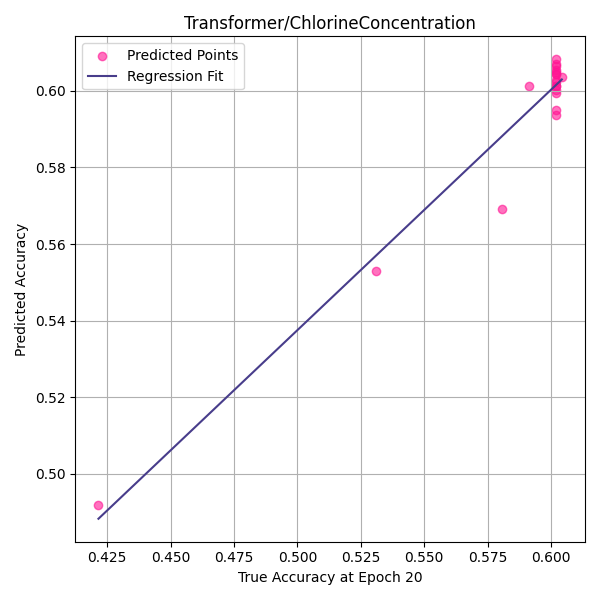 Transformer/ChlorineConcentration
Predicted Points
Regression Fit
Predicted Accuracy
0.60
0.58
0.56
0.54
0.52
0.50
0.425 0.450 0.475 0.500 0.525 0.550 0.575 0.600
True Accuracy at Epoch 20